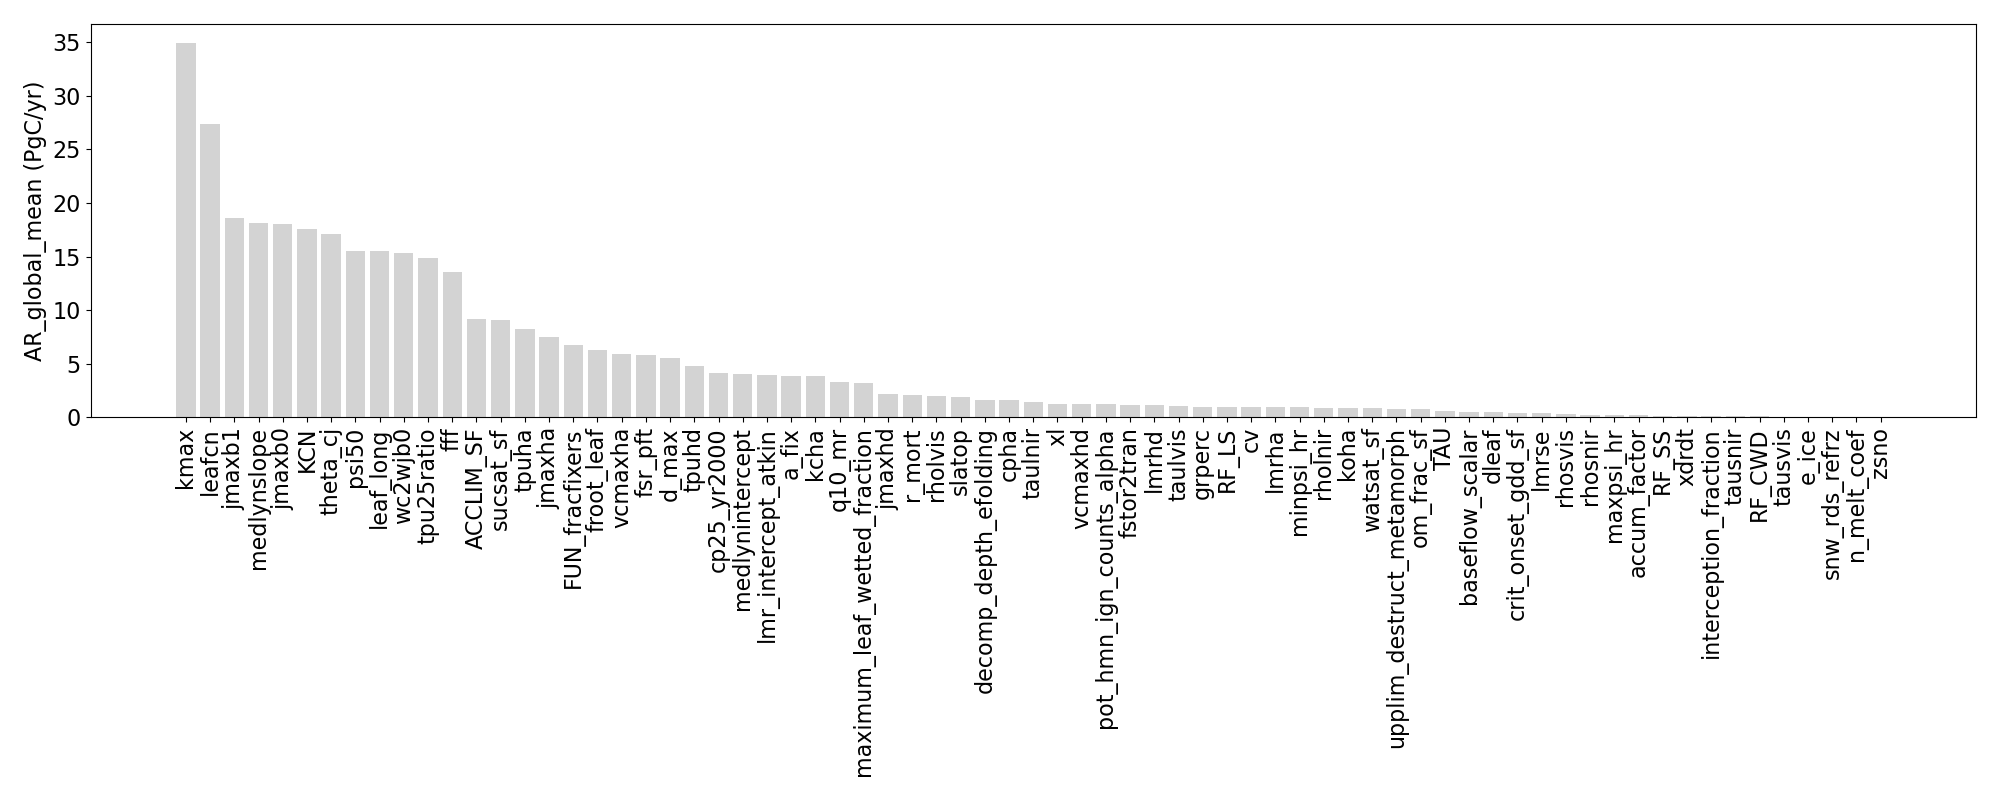 AR_global_mean (PgC/yr)
35
30
25
20
15
10
5
0
kmax
leafcn
jmaxb1
medlynslope
jmaxb0
KCN
theta_cj
psi50
leaf_long
wc2wjb0
tpu25ratio
fff
ACCLIM_SF
sucsat_sf
tpuha
jmaxha
FUN_fracfixers
froot_leaf
vcmaxha
fsr_pft
d_max
tpuhd
cp25_yr2000
medlynintercept
lmr_intercept_atkin
a_fix
kcha
q10_mr
maximum_leaf_wetted_fraction
jmaxhd
r_mort
rholvis
slatop
decomp_depth_efolding
cpha
taulnir
xl
vcmaxhd
pot_hmn_ign_counts_alpha
fstor2tran
lmrhd
taulvis
grperc
RF_LS
cv
lmrha
minpsi_hr
rholnir
koha
watsat_sf
upplim_destruct_metamorph
om_frac_sf
TAU
baseflow_scalar
dleaf
crit_onset_gdd_sf
lmrse
rhosvis
rhosnir
maxpsi_hr
accum_factor
RF_SS
xdrdt
interception_fraction
tausnir
RF_CWD
tausvis
e_ice
snw_rds_refrz
n_melt_coef
zsno